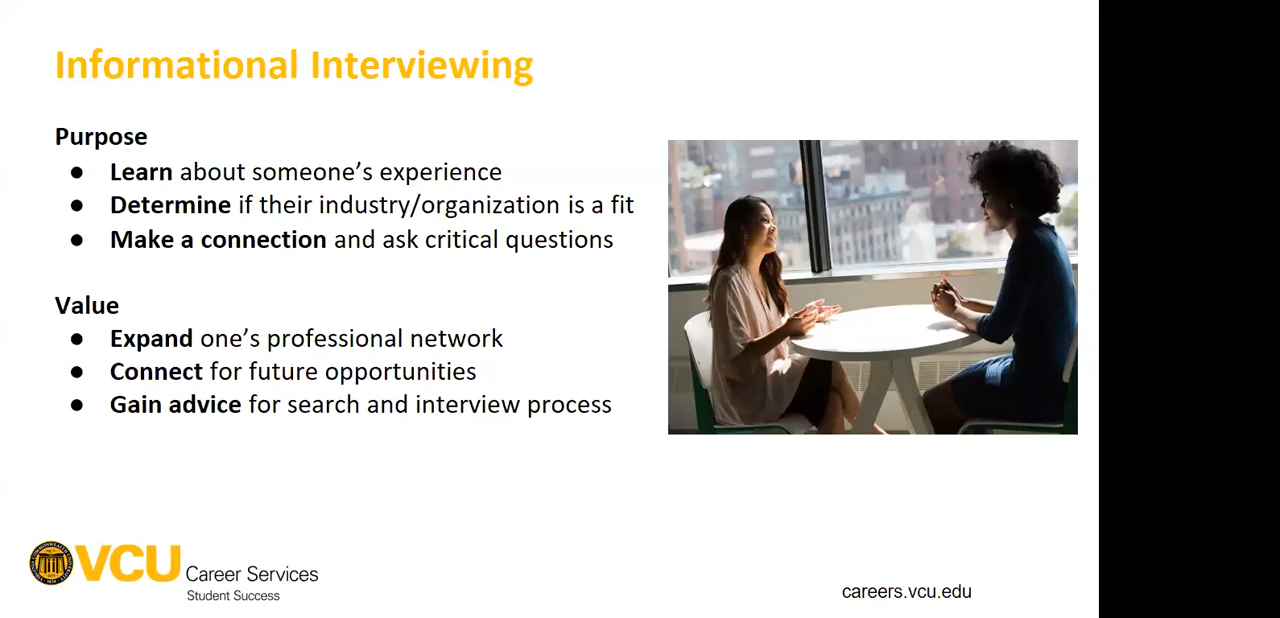 Informational Interviewing
Purpose
● Learn about someone's experience
● Determine if their industry/organization is a fit
● Make a connection and ask critical questions
Value
● Expand one's professional network
● Connect for future opportunities
● Gain advice for search and interview process
VCU Career Services
Student Success
careers.vcu.edu